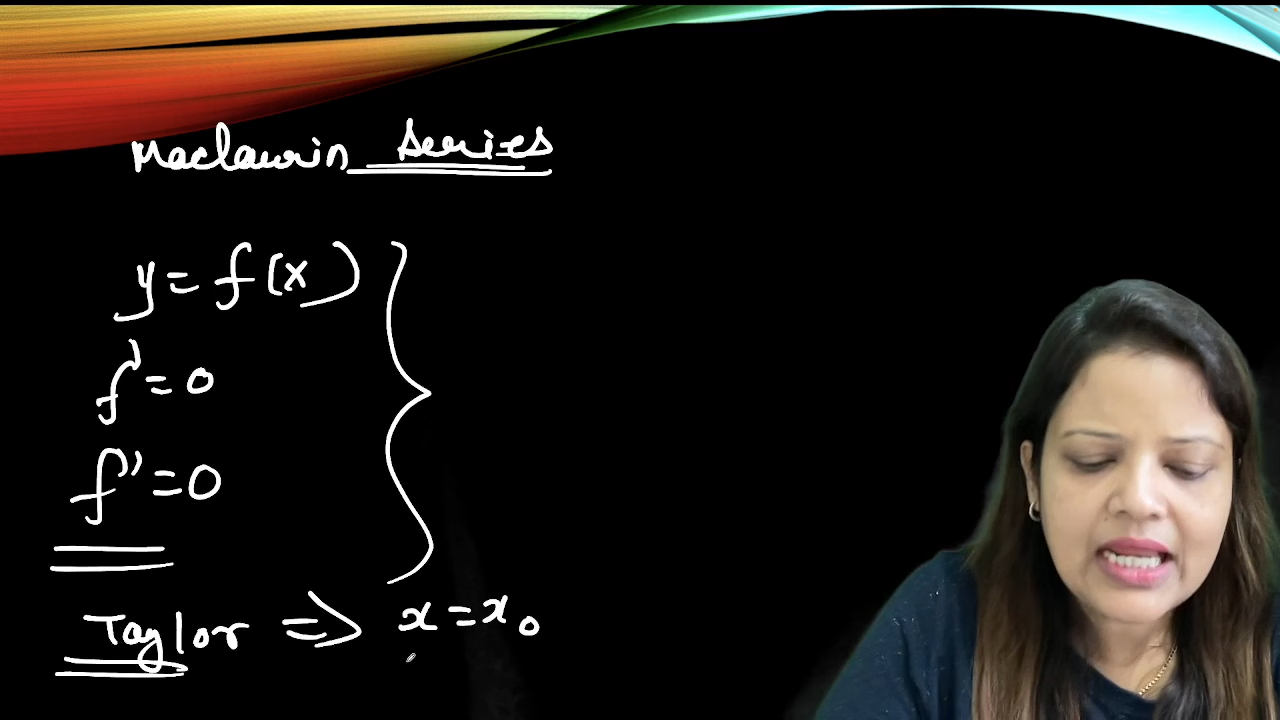 Maclaurin Series
y = f(x)
f' = 0
f'' = 0
Taylor => x = x₀